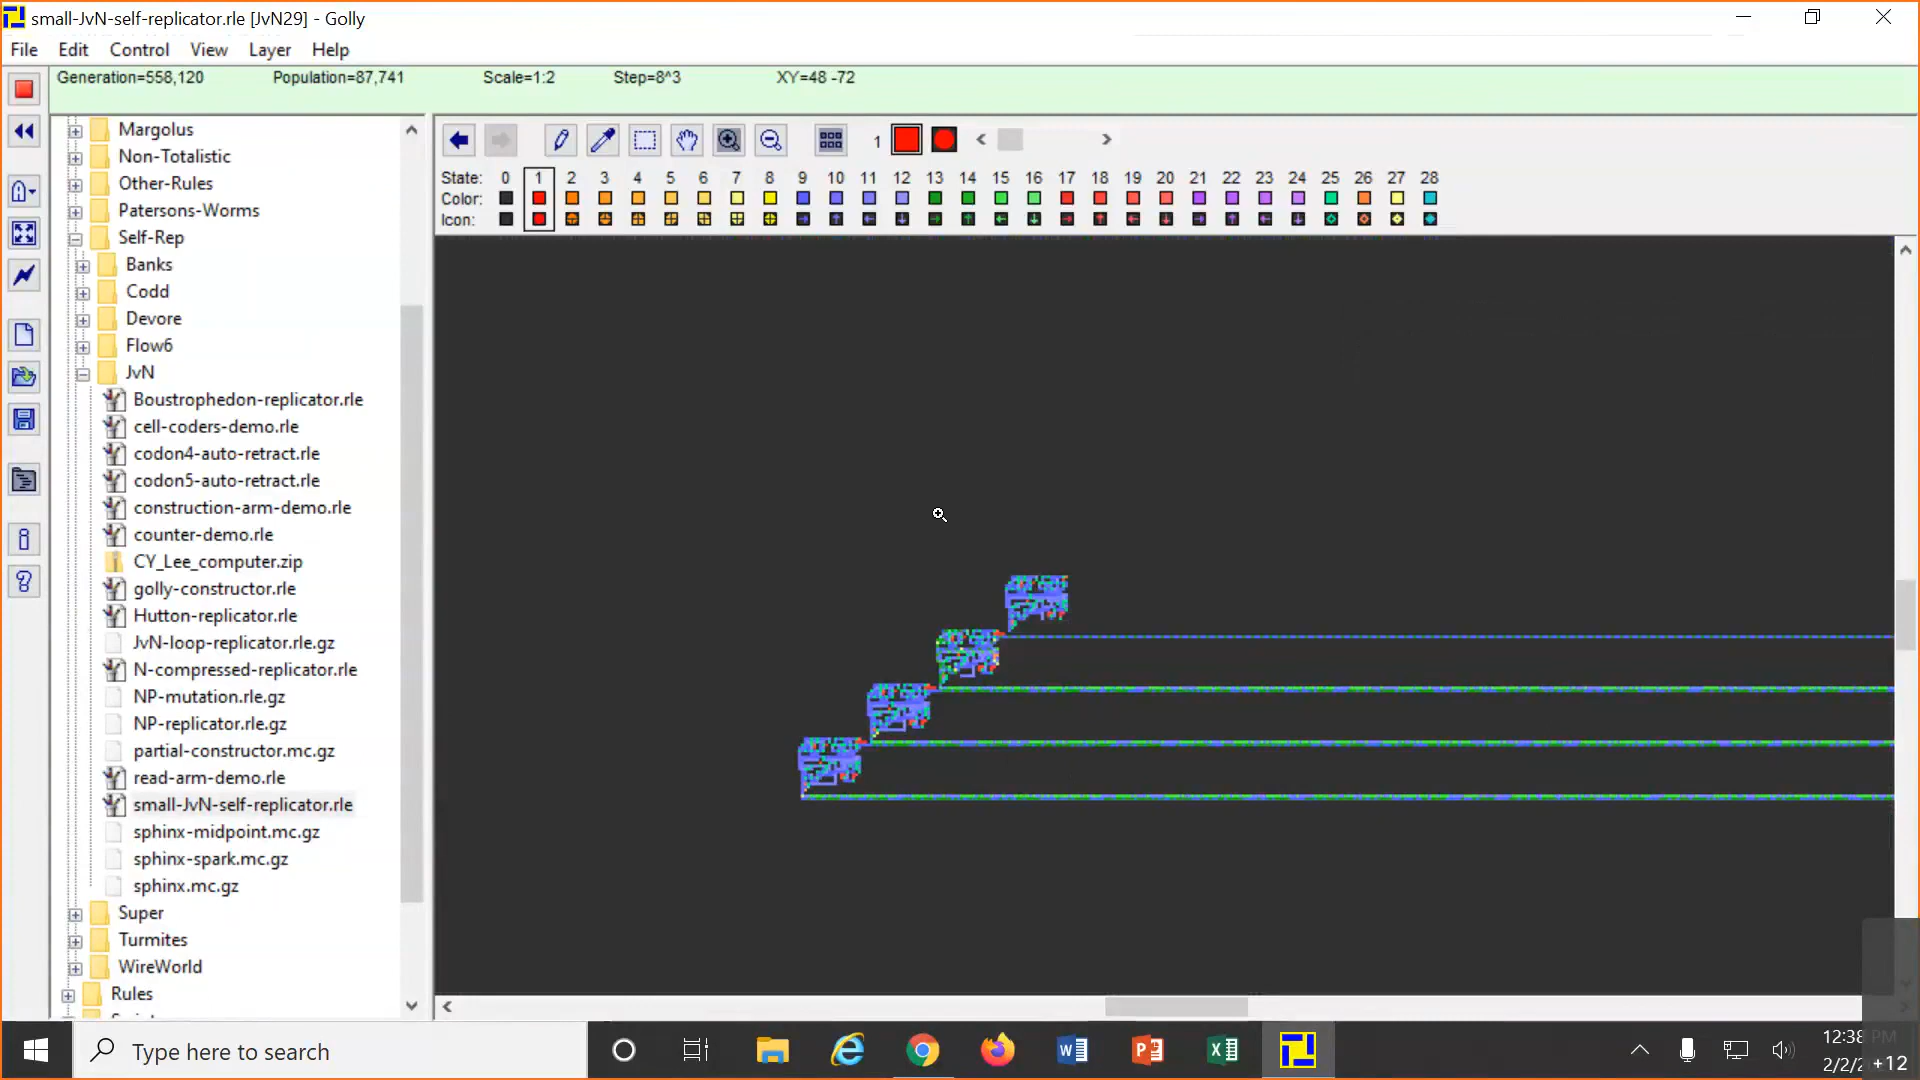 small-JvN-self-replicator.rle [JvN29] - Golly
File Edit Control View Layer Help
Generation=558,120 Population=87,741 Scale=1:2 Step=8^3 XY=48 -72
Margolus
Non-Totalistic
Other-Rules
Patersons-Worms
Self-Rep
Banks
Codd
Devore
Flow6
JvN
Boustrophedon-replicator.rle
cell-coders-demo.rle
codon4-auto-retract.rle
codon5-auto-retract.rle
construction-arm-demo.rle
counter-demo.rle
CY_Lee_computer.zip
golly-constructor.rle
Hutton-replicator.rle
JvN-loop-replicator.rle.gz
N-compressed-replicator.rle
NP-mutation.rle.gz
NP-replicator.rle.gz
partial-constructor.mc.gz
read-arm-demo.rle
small-JvN-self-replicator.rle
sphinx-midpoint.mc.gz
sphinx-spark.mc.gz
sphinx.mc.gz
Super
Turmites
WireWorld
Rules
1
State: 0 1 2 3 4 5 6 7 8 9 10 11 12 13 14 15 16 17 18 19 20 21 22 23 24 25 26 27 28
Color:
Icon:
Type here to search
12:38 PM
2/2/2
+12